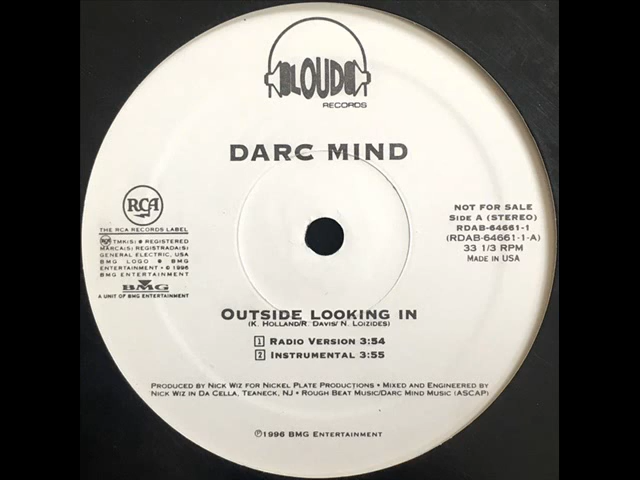 LOUD
RECORDS
DARC MIND
RCA
THE RCA RECORDS LABEL
RCA TMK(S) ® REGISTERED
MARCA(S) REGISTRADA(S)
GENERAL ELECTRIC, USA
BMG LOGO ® BMG
ENTERTAINMENT • © 1996
BMG ENTERTAINMENT
BMG
A UNIT OF BMG ENTERTAINMENT
NOT FOR SALE
SIDE A (STEREO)
RDAB-64661-1
(RDAB-64661-1-A)
33 1/3 RPM
MADE IN USA
OUTSIDE LOOKING IN
(K. HOLLAND/R. DAVIS/ N. LOIZIDES)
1 RADIO VERSION 3:54
2 INSTRUMENTAL 3:55
PRODUCED BY NICK WIZ FOR NICKEL PLATE PRODUCTIONS • MIXED AND ENGINEERED BY
NICK WIZ IN DA CELLA, TEANECK, NJ • ROUGH BEAT MUSIC/DARC MIND MUSIC (ASCAP)
℗1996 BMG ENTERTAINMENT